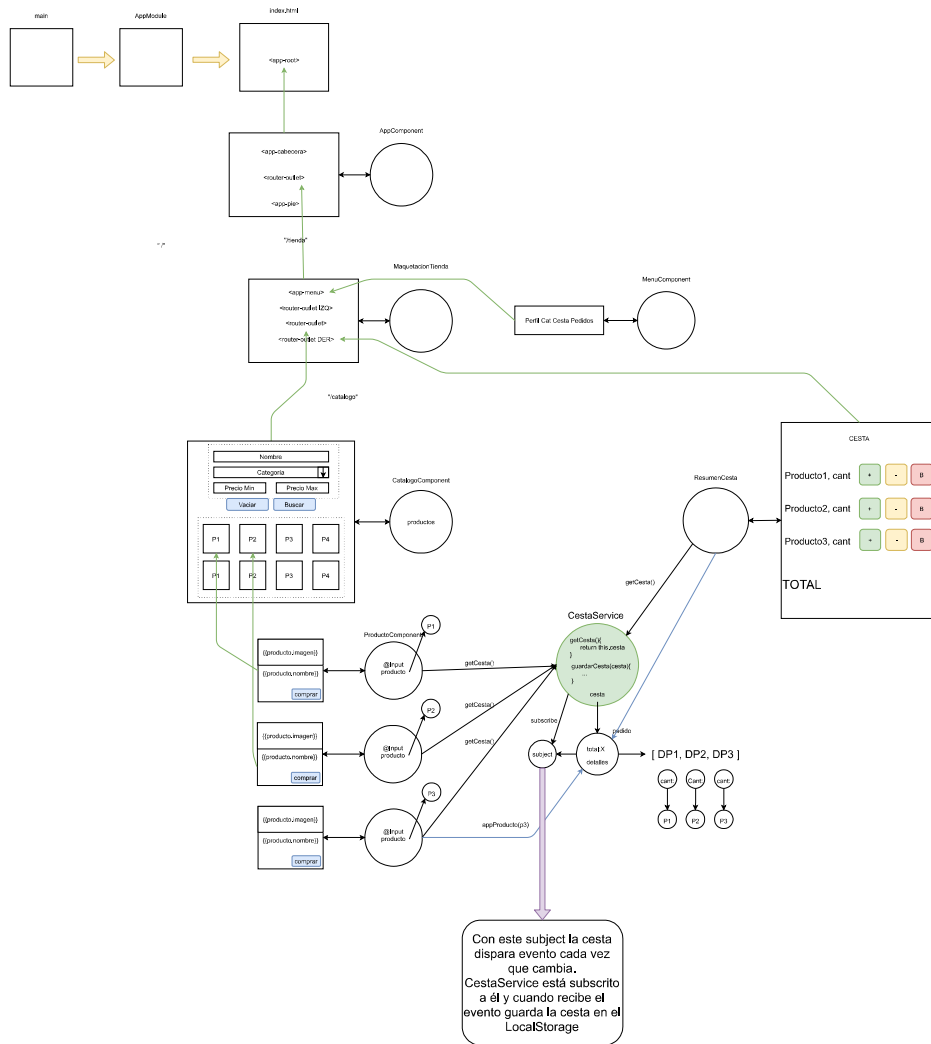 main
AppModule
index.html
<app-root>
AppComponent
<app-cabecera>
<router-outlet>
<app-pie>
"/"
"/tienda"
MaquetacionTienda
MenuComponent
<app-menu>
<router-outlet IZQ>
<router-outlet>
<router-outlet DER>
Perfil Cat Cesta Pedidos
"/catalogo"
Nombre
Categoria
Precio Min
Precio Max
Vaciar
Buscar
P1
P2
P3
P4
P1
P2
P3
P4
CatalogoComponent
productos
ResumenCesta
CESTA
Producto1, cant
+
-
B
Producto2, cant
+
-
B
Producto3, cant
+
-
B
TOTAL
getCesta()
CestaService
getCesta(){
return this.cesta
}
guardarCesta(cesta){
...
}
cesta
ProductoComponent
P1
{{producto.imagen}}
{{producto.nombre}}
comprar
@Input
producto
getCesta()
P2
{{producto.imagen}}
{{producto.nombre}}
comprar
@Input
producto
getCesta()
getCesta()
P3
{{producto.imagen}}
{{producto.nombre}}
comprar
@Input
producto
appProducto(p3)
subscribe
subject
pedido
total X
detalles
[ DP1, DP2, DP3 ]
cant:
Cant:
cant:
P1
P2
P3
Con este subject la cesta
dispara evento cada vez
que cambia.
CestaService está subscrito
a él y cuando recibe el
evento guarda la cesta en el
LocalStorage